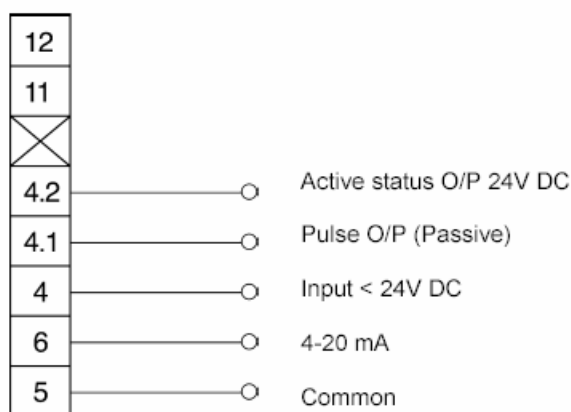 12
11
4.2 Active status O/P 24V DC
4.1 Pulse O/P (Passive)
4 Input < 24V DC
6 4-20 mA
5 Common